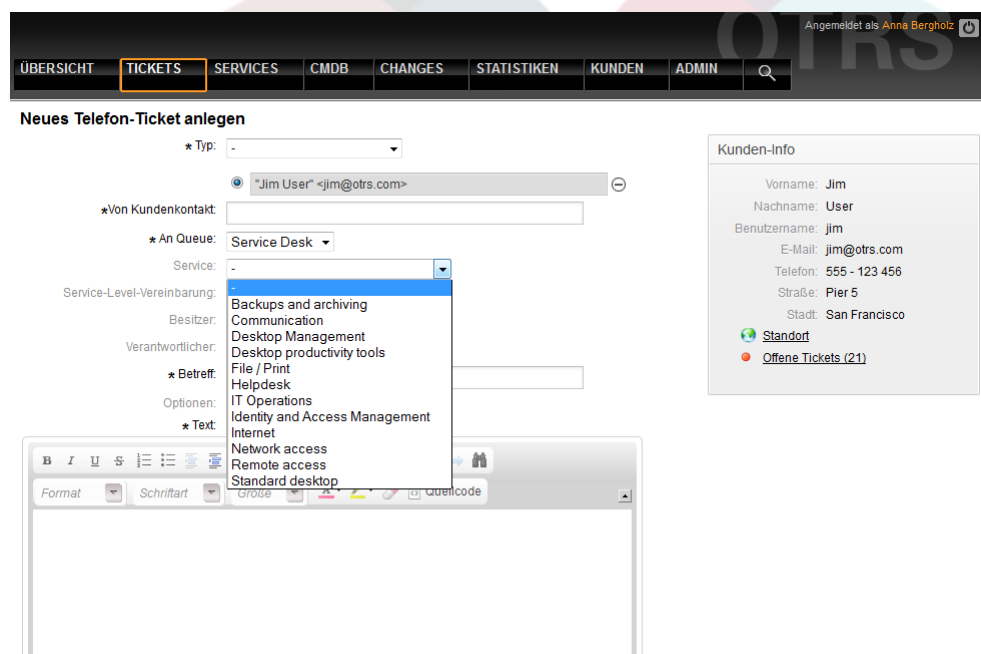 OTRS
Angemeldet als Anna Bergholz
ÜBERSICHT TICKETS SERVICES CMDB CHANGES STATISTIKEN KUNDEN ADMIN
Neues Telefon-Ticket anlegen
★ Typ: -
"Jim User" <jim@otrs.com>
★Von Kundenkontakt:
★ An Queue: Service Desk
Service: -
-
Service-Level-Vereinbarung:
Backups and archiving
Besitzer:
Communication
Desktop Management
Verantwortlicher:
Desktop productivity tools
File / Print
★ Betreff:
Helpdesk
IT Operations
Optionen:
Identity and Access Management
★ Text:
Internet
Network access
Remote access
Standard desktop
B I U S
Format Schriftart Größe A Quellcode
Kunden-Info
Vorname: Jim
Nachname: User
Benutzername: jim
E-Mail: jim@otrs.com
Telefon: 555 - 123 456
Straße: Pier 5
Stadt: San Francisco
Standort
Offene Tickets (21)